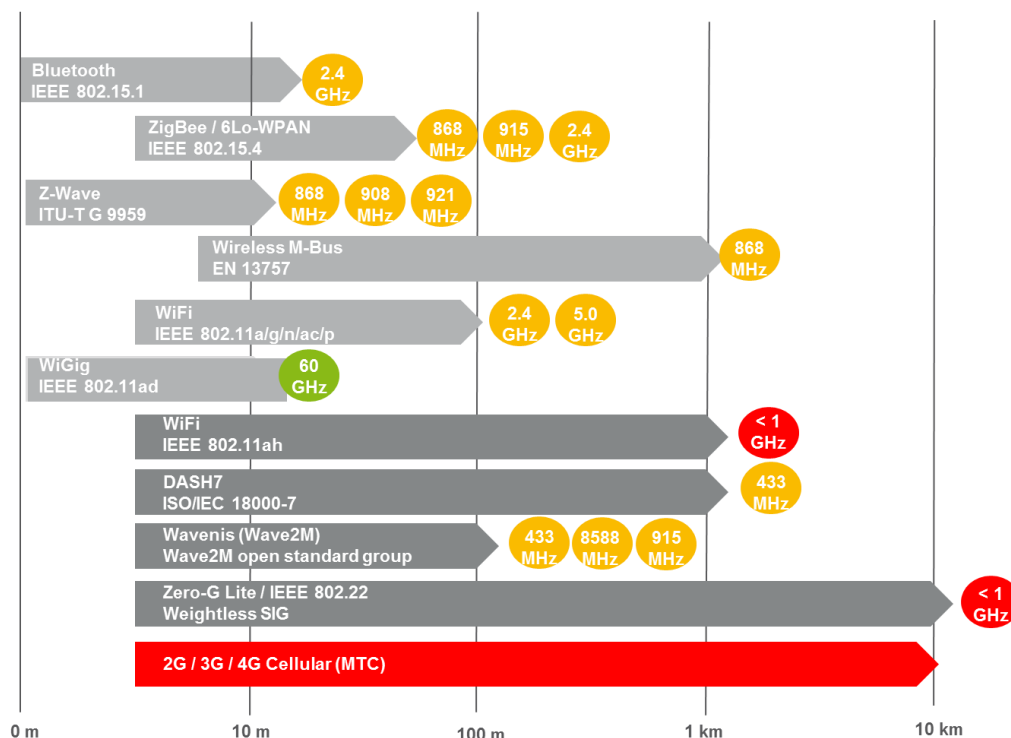 Bluetooth
IEEE 802.15.1
2.4
GHz
ZigBee / 6Lo-WPAN
IEEE 802.15.4
868
MHz
915
MHz
2.4
GHz
Z-Wave
ITU-T G 9959
868
MHz
908
MHz
921
MHz
Wireless M-Bus
EN 13757
868
MHz
WiFi
IEEE 802.11a/g/n/ac/p
2.4
GHz
5.0
GHz
WiGig
IEEE 802.11ad
60
GHz
WiFi
IEEE 802.11ah
< 1
GHz
DASH7
ISO/IEC 18000-7
433
MHz
Wavenis (Wave2M)
Wave2M open standard group
433
MHz
8588
MHz
915
MHz
Zero-G Lite / IEEE 802.22
Weightless SIG
< 1
GHz
2G / 3G / 4G Cellular (MTC)
0 m
10 m
100 m
1 km
10 km